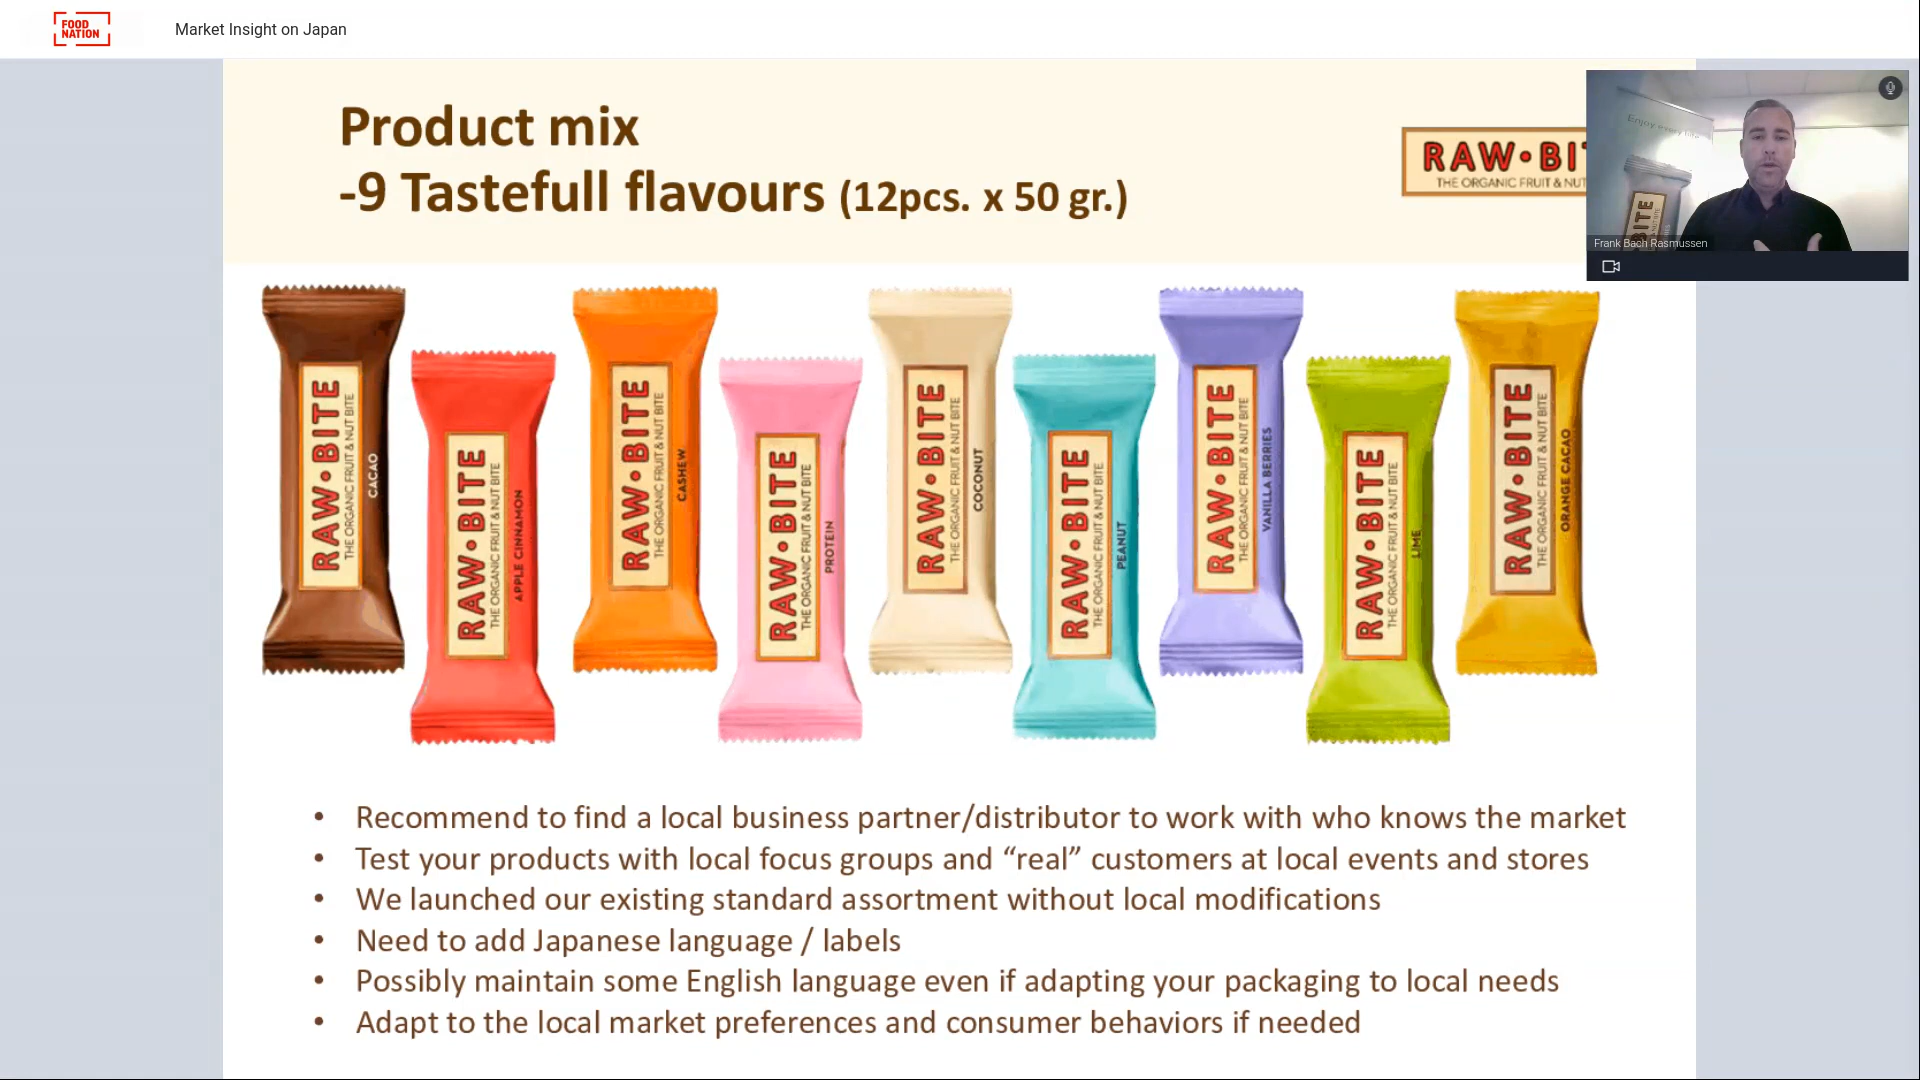 FOOD
NATION
Market Insight on Japan
Product mix
-9 Tastefull flavours (12pcs. x 50 gr.)
RAW•BI
THE ORGANIC FRUIT & NUT
Enjoy every
BITE
Frank Bach Rasmussen
RAW•BITE
THE ORGANIC FRUIT & NUT BITE
CACAO
RAW•BITE
THE ORGANIC FRUIT & NUT BITE
APPLE CINNAMON
RAW•BITE
THE ORGANIC FRUIT & NUT BITE
CASHEW
RAW•BITE
THE ORGANIC FRUIT & NUT BITE
PROTEIN
RAW•BITE
THE ORGANIC FRUIT & NUT BITE
COCONUT
RAW•BITE
THE ORGANIC FRUIT & NUT BITE
PEANUT
RAW•BITE
THE ORGANIC FRUIT & NUT BITE
VANILLA BERRIES
RAW•BITE
THE ORGANIC FRUIT & NUT BITE
LIME
RAW•BITE
THE ORGANIC FRUIT & NUT BITE
ORANGE CACAO
• Recommend to find a local business partner/distributor to work with who knows the market
• Test your products with local focus groups and “real” customers at local events and stores
• We launched our existing standard assortment without local modifications
• Need to add Japanese language / labels
• Possibly maintain some English language even if adapting your packaging to local needs
• Adapt to the local market preferences and consumer behaviors if needed